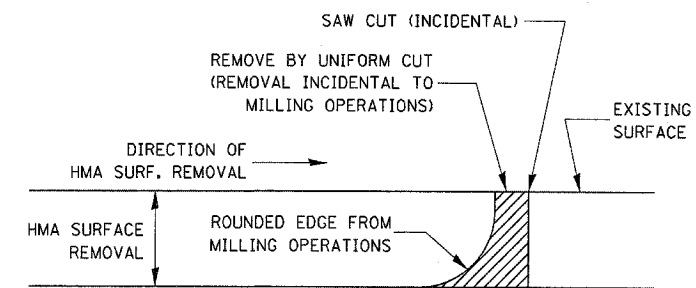 SAW CUT (INCIDENTAL)
REMOVE BY UNIFORM CUT
(REMOVAL INCIDENTAL TO
MILLING OPERATIONS)
EXISTING
SURFACE
DIRECTION OF
HMA SURF. REMOVAL
HMA SURFACE
REMOVAL
ROUNDED EDGE FROM
MILLING OPERATIONS